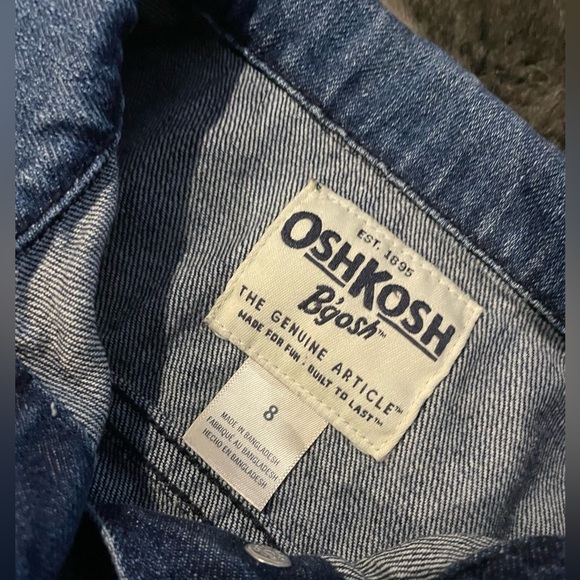 EST. 1895
OSHKOSH
B'gosh™
THE GENUINE ARTICLE™
MADE FOR FUN · BUILT TO LAST™
8
MADE IN BANGLADESH
FABRIQUÉ AU BANGLADESH
HECHO EN BANGLADESH